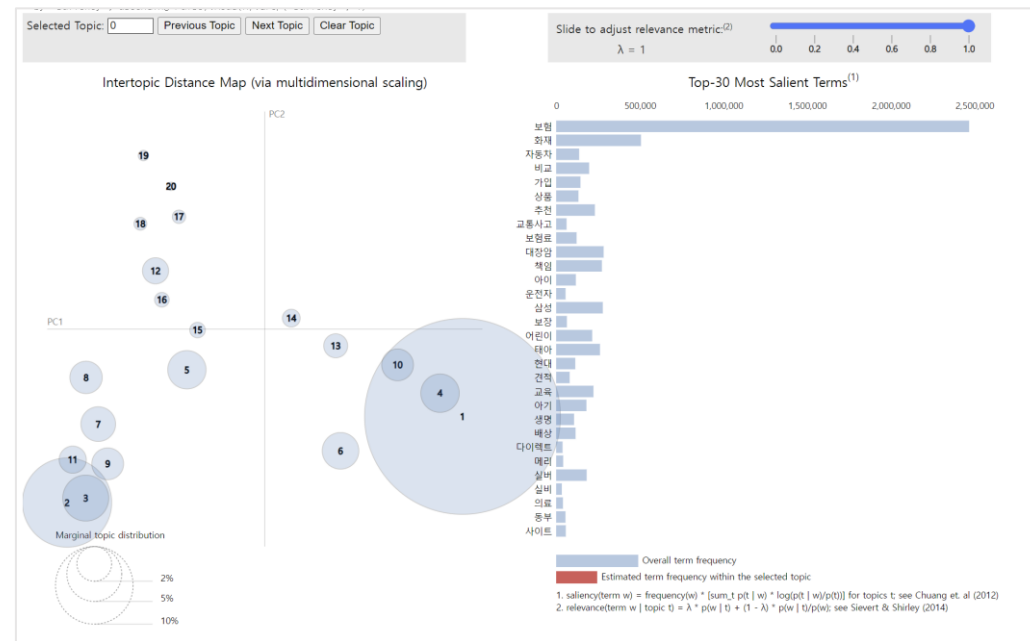 Selected Topic: 0 Previous Topic Next Topic Clear Topic
Slide to adjust relevance metric:(2)
λ = 1
0.0 0.2 0.4 0.6 0.8 1.0
Intertopic Distance Map (via multidimensional scaling)
PC2
PC1
19
20
17
18
12
16
14
15
13
10
5
8
4
1
7
6
11
9
2
3
Marginal topic distribution
2%
5%
10%
Top-30 Most Salient Terms(1)
0 500,000 1,000,000 1,500,000 2,000,000 2,500,000
보험
화재
자동차
비교
가입
상품
추천
교통사고
보험료
대장암
책임
아이
운전자
삼성
보장
어린이
태아
현대
견적
교육
아기
생명
배상
다이렉트
메리
실버
실비
의료
동부
사이트
Overall term frequency
Estimated term frequency within the selected topic
1. saliency(term w) = frequency(w) * [sum_t p(t | w) * log(p(t | w)/p(t))] for topics t; see Chuang et. al (2012)
2. relevance(term w | topic t) = λ * p(w | t) + (1 - λ) * p(w | t)/p(w); see Sievert & Shirley (2014)